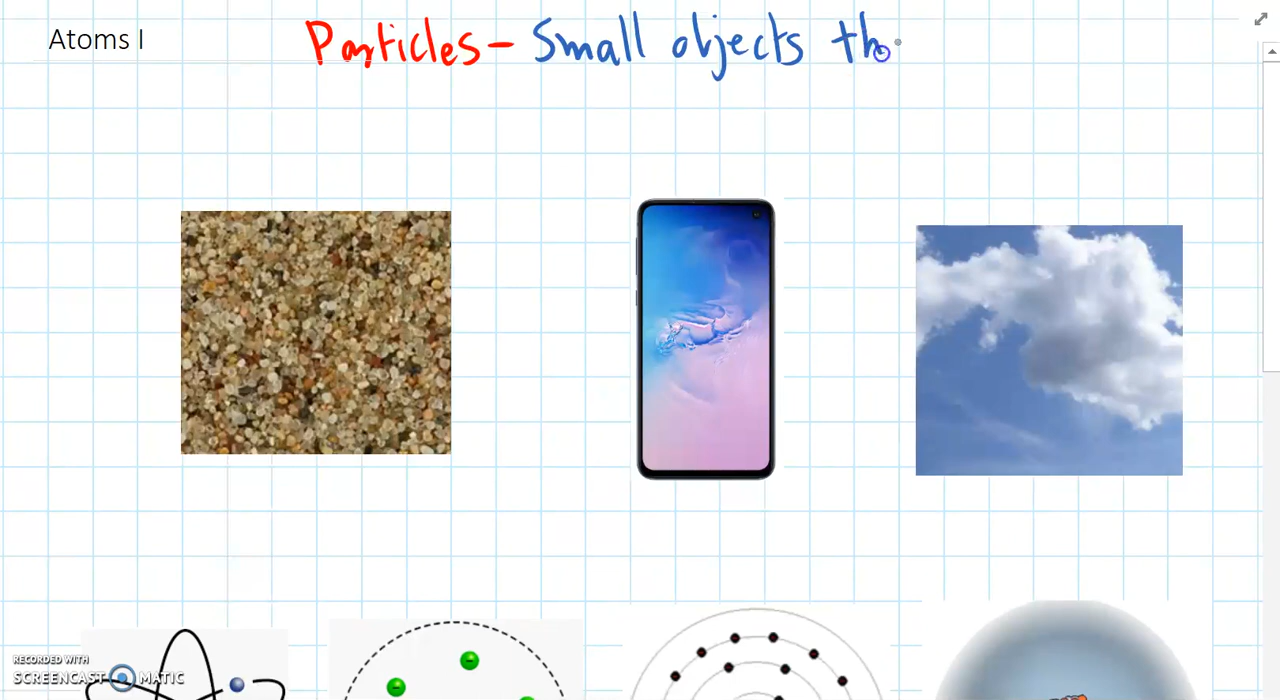 Atoms I
Particles - Small objects th
RECORDED WITH
SCREENCAST MATIC